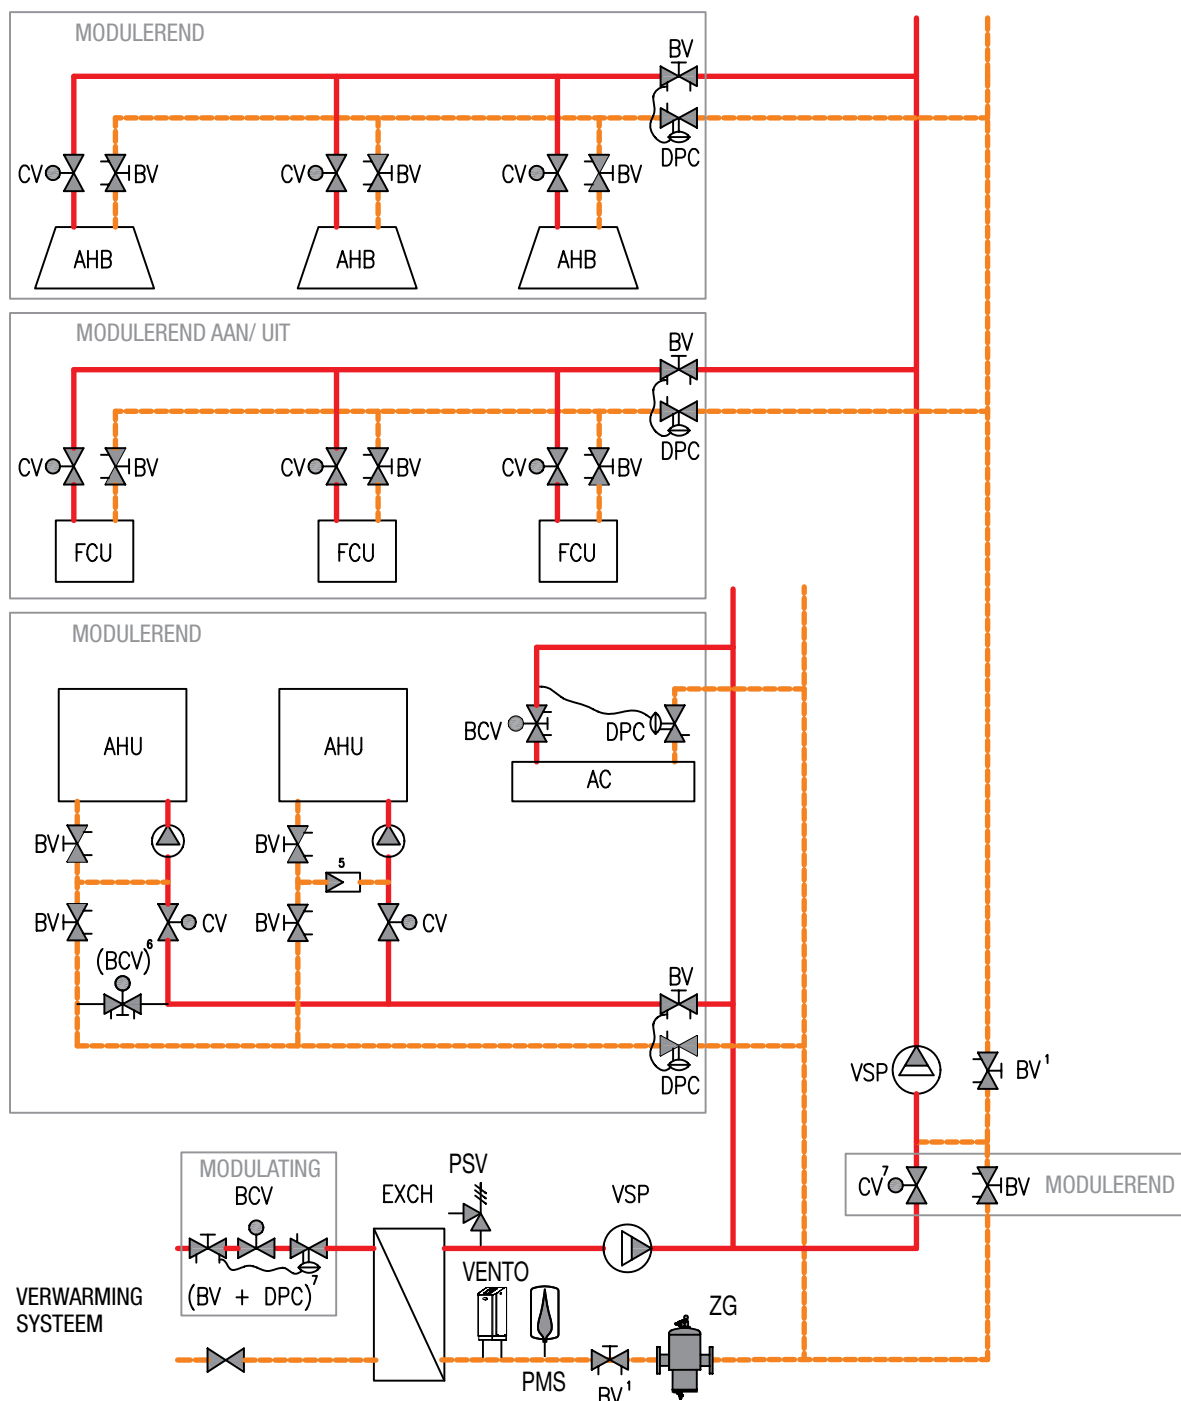 MODULEREND
BV
DPC
CV BV CV BV CV BV
AHB AHB AHB
MODULEREND AAN/ UIT
BV
DPC
CV BV CV BV CV BV
FCU FCU FCU
MODULEREND
AHU AHU
BCV DPC
AC
BV BV
5
BV CV BV CV
(BCV)⁶
BV
DPC
VSP BV¹
CV⁷ BV MODULEREND
MODULATING
BCV
(BV + DPC)⁷
EXCH
PSV
VSP
VERWARMING
SYSTEEM
VENTO
PMS
BV¹
ZG